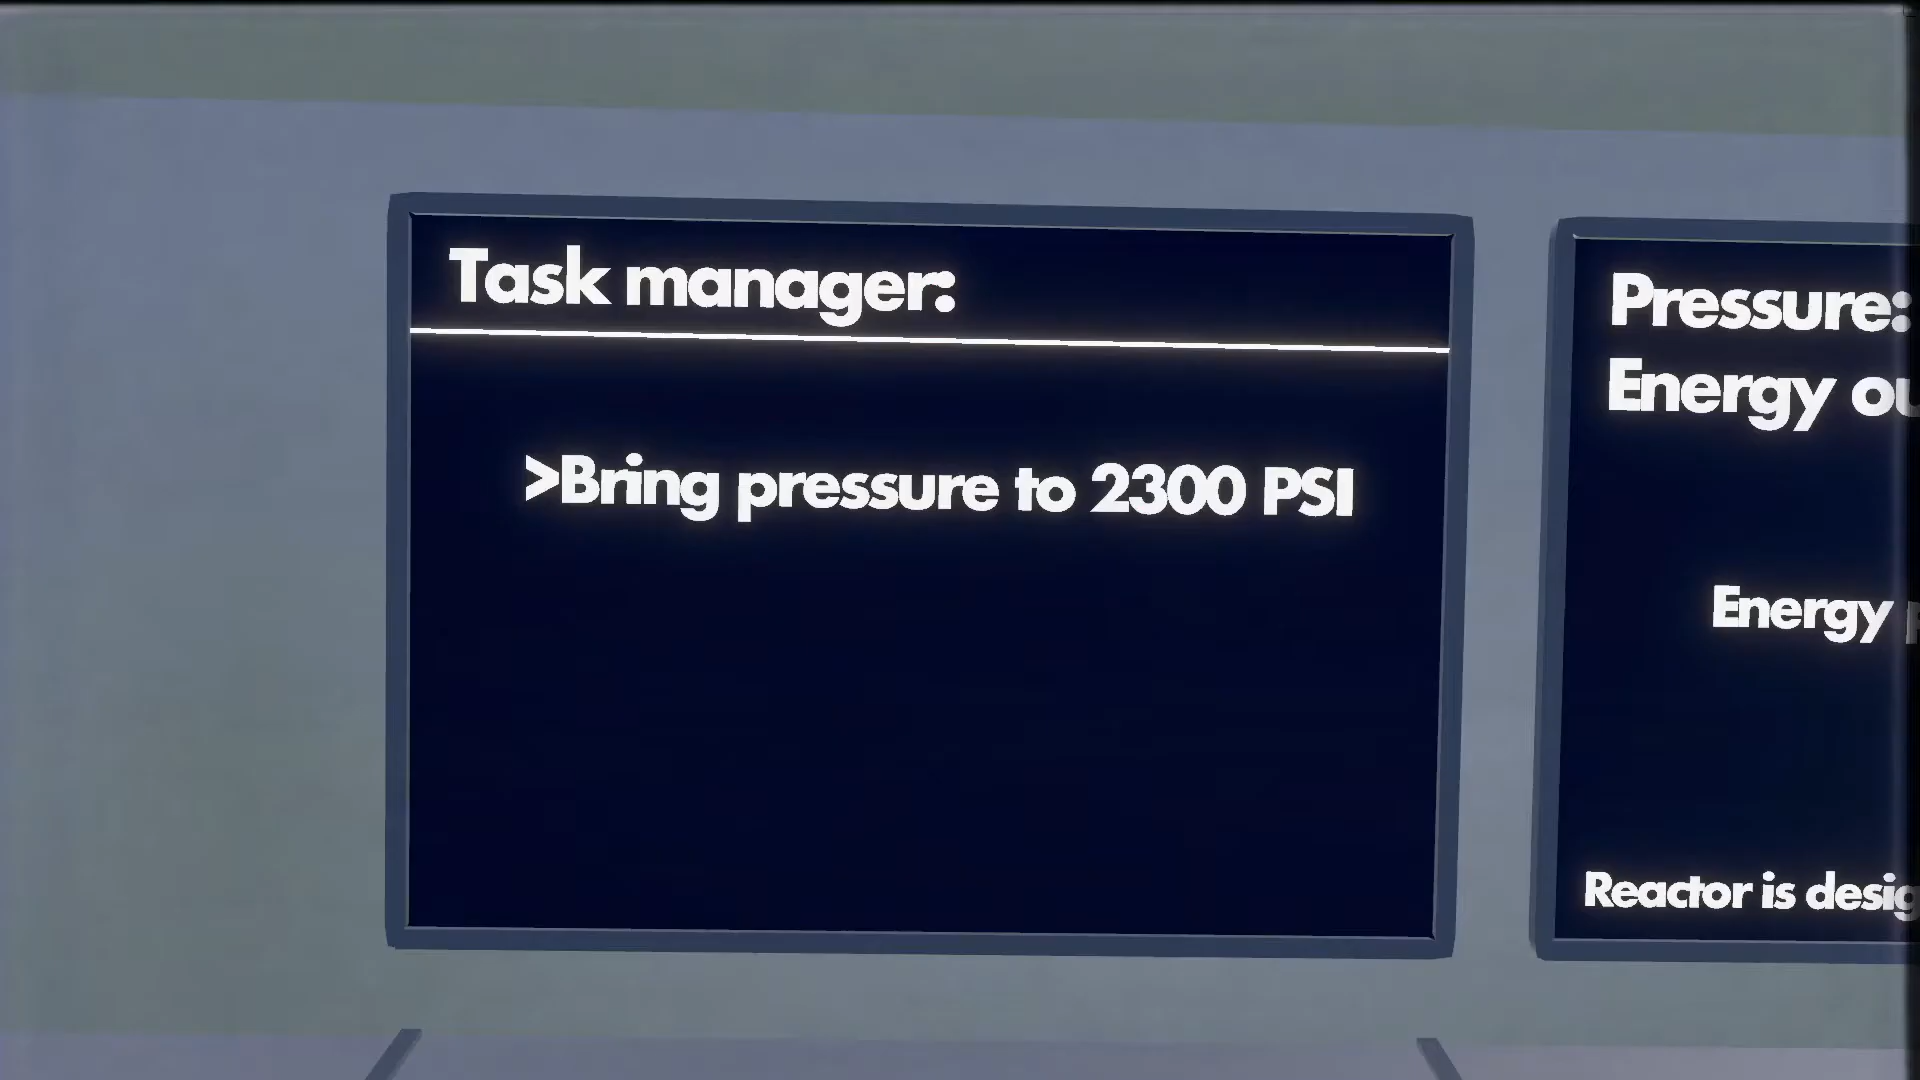 Task manager:
>Bring pressure to 2300 PSI
Pressure:
Energy
Energy
Reactor is